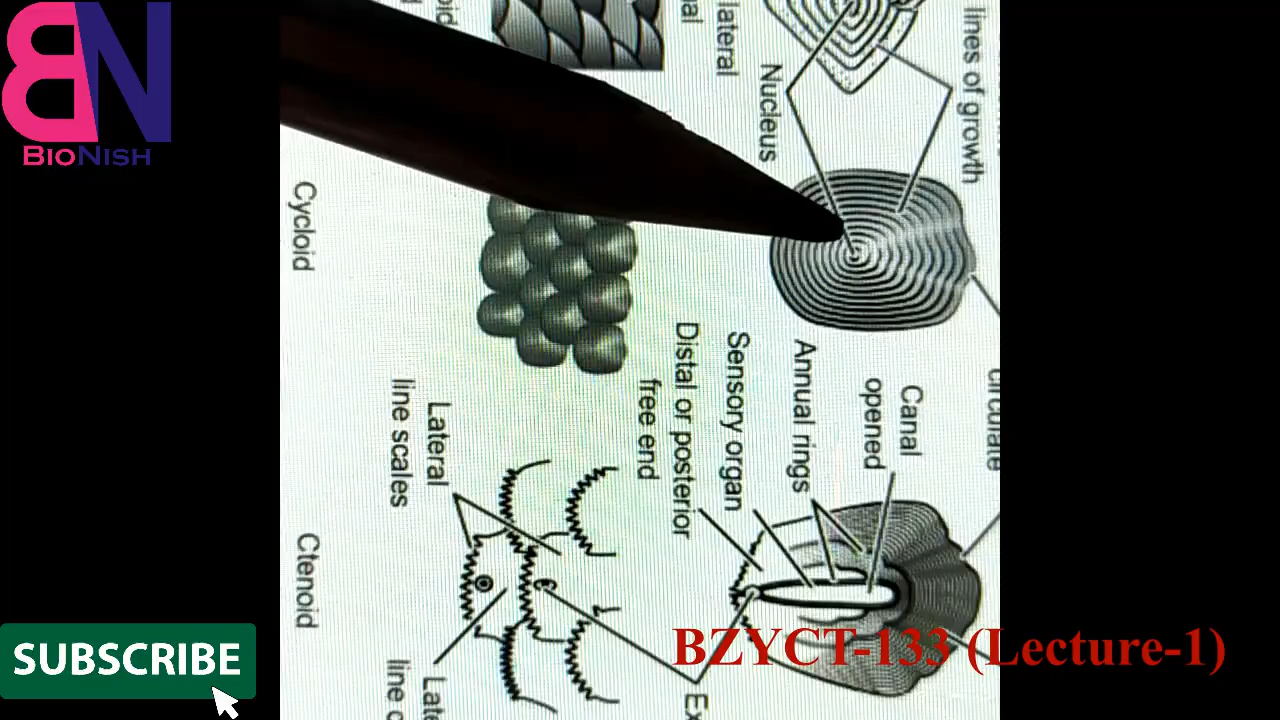 BN
BIONISH
lateral
Nucleus
lines of growth
Cycloid
Canal
opened
Annual rings
Sensory organ
Distal or posterior
free end
Lateral
line scales
Ctenoid
SUBSCRIBE
BZYCT-133 (Lecture-1)